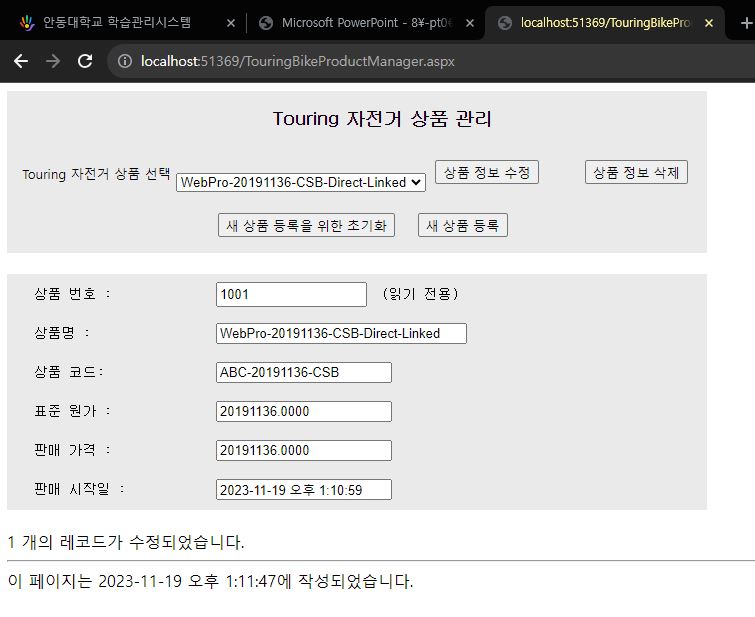 안동대학교 학습관리시스템
Microsoft PowerPoint - 8¥-pt0
localhost:51369/TouringBikePro
localhost:51369/TouringBikeProductManager.aspx
Touring 자전거 상품 관리
Touring 자전거 상품 선택 WebPro-20191136-CSB-Direct-Linked 상품 정보 수정 상품 정보 삭제
새 상품 등록을 위한 초기화 새 상품 등록
상품 번호 : 1001 (읽기 전용)
상품명 : WebPro-20191136-CSB-Direct-Linked
상품 코드: ABC-20191136-CSB
표준 원가 : 20191136.0000
판매 가격 : 20191136.0000
판매 시작일 : 2023-11-19 오후 1:10:59
1 개의 레코드가 수정되었습니다.
이 페이지는 2023-11-19 오후 1:11:47에 작성되었습니다.